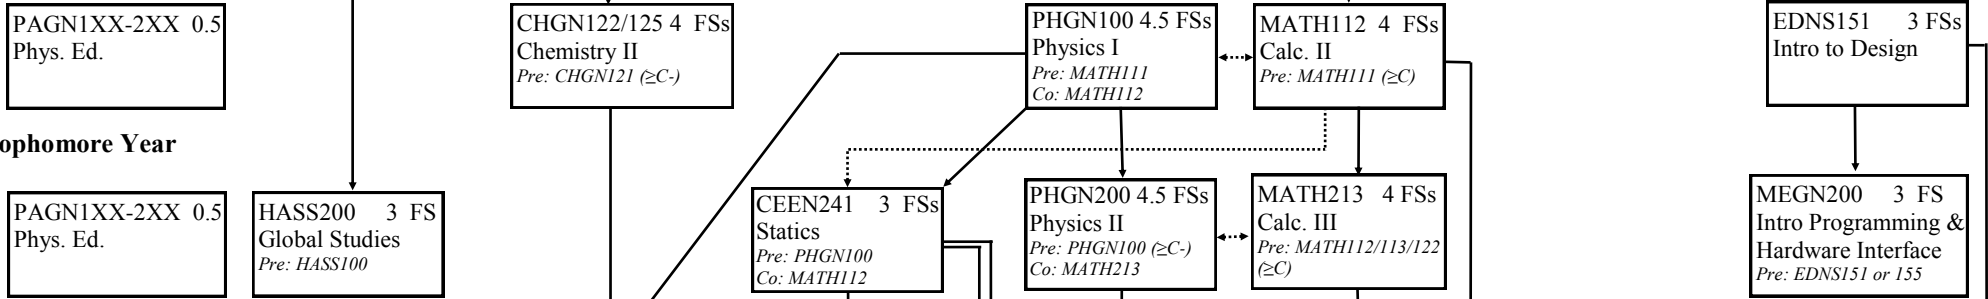 PAGN1XX-2XX 0.5
Phys. Ed.
CHGN122/125 4 FSs
Chemistry II
Pre: CHGN121 (≥C-)
PHGN100 4.5 FSs
Physics I
Pre: MATH111
Co: MATH112
MATH112 4 FSs
Calc. II
Pre: MATH111 (≥C)
EDNS151 3 FSs
Intro to Design
ophomore Year
PAGN1XX-2XX 0.5
Phys. Ed.
HASS200 3 FS
Global Studies
Pre: HASS100
CEEN241 3 FSs
Statics
Pre: PHGN100
Co: MATH112
PHGN200 4.5 FSs
Physics II
Pre: PHGN100 (≥C-)
Co: MATH213
MATH213 4 FSs
Calc. III
Pre: MATH112/113/122
(≥C)
MEGN200 3 FS
Intro Programming &
Hardware Interface
Pre: EDNS151 or 155